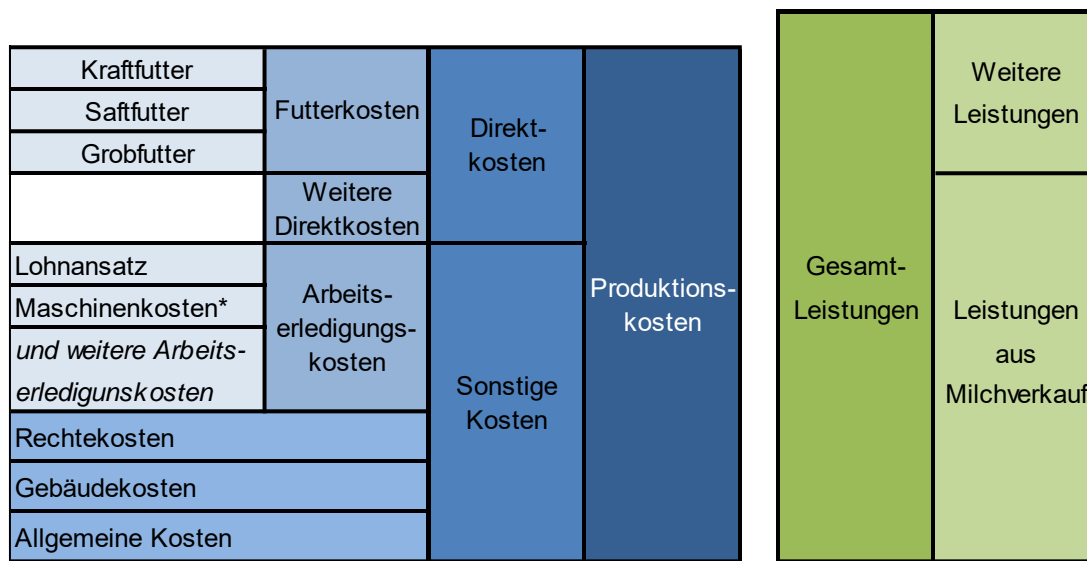 Kraftfutter
Saftfutter
Grobfutter
Futterkosten
Weitere
Direktkosten
Direkt-
kosten
Lohnansatz
Maschinenkosten*
und weitere Arbeits-
erledigunskosten
Arbeits-
erledigungs-
kosten
Rechtekosten
Gebäudekosten
Allgemeine Kosten
Sonstige
Kosten
Produktions-
kosten
Gesamt-
Leistungen
Weitere
Leistungen
Leistungen
aus
Milchverkauf